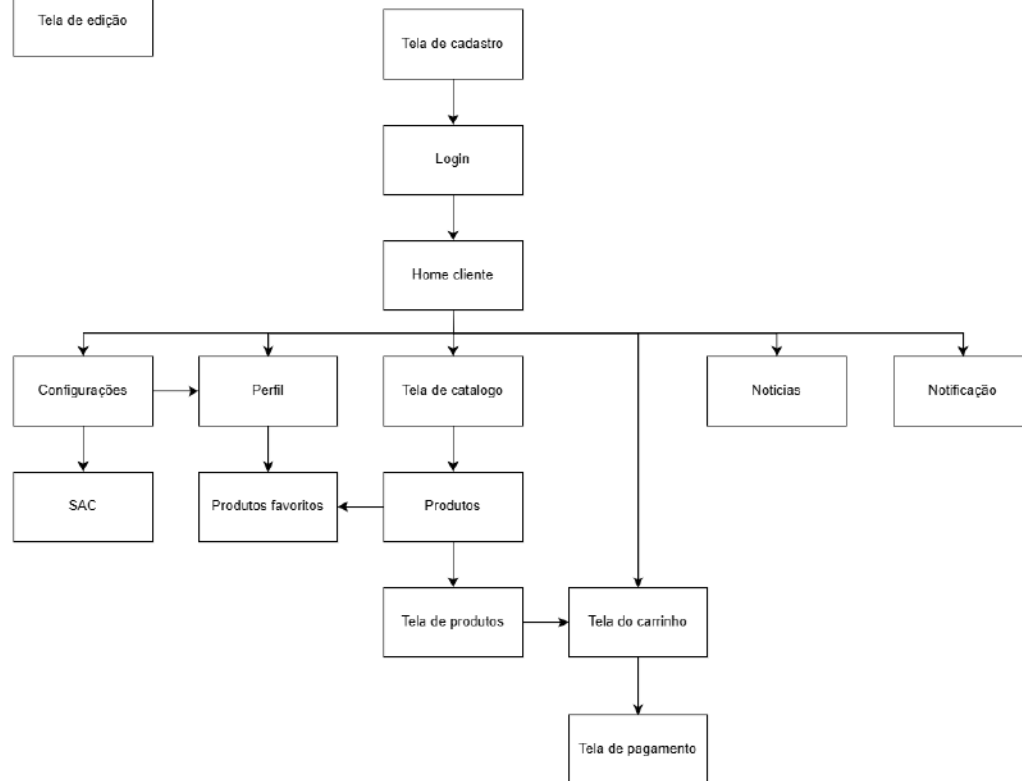 Tela de edição
Tela de cadastro
Login
Home cliente
Configurações
Perfil
Tela de catalogo
Noticias
Notificação
SAC
Produtos favoritos
Produtos
Tela de produtos
Tela do carrinho
Tela de pagamento